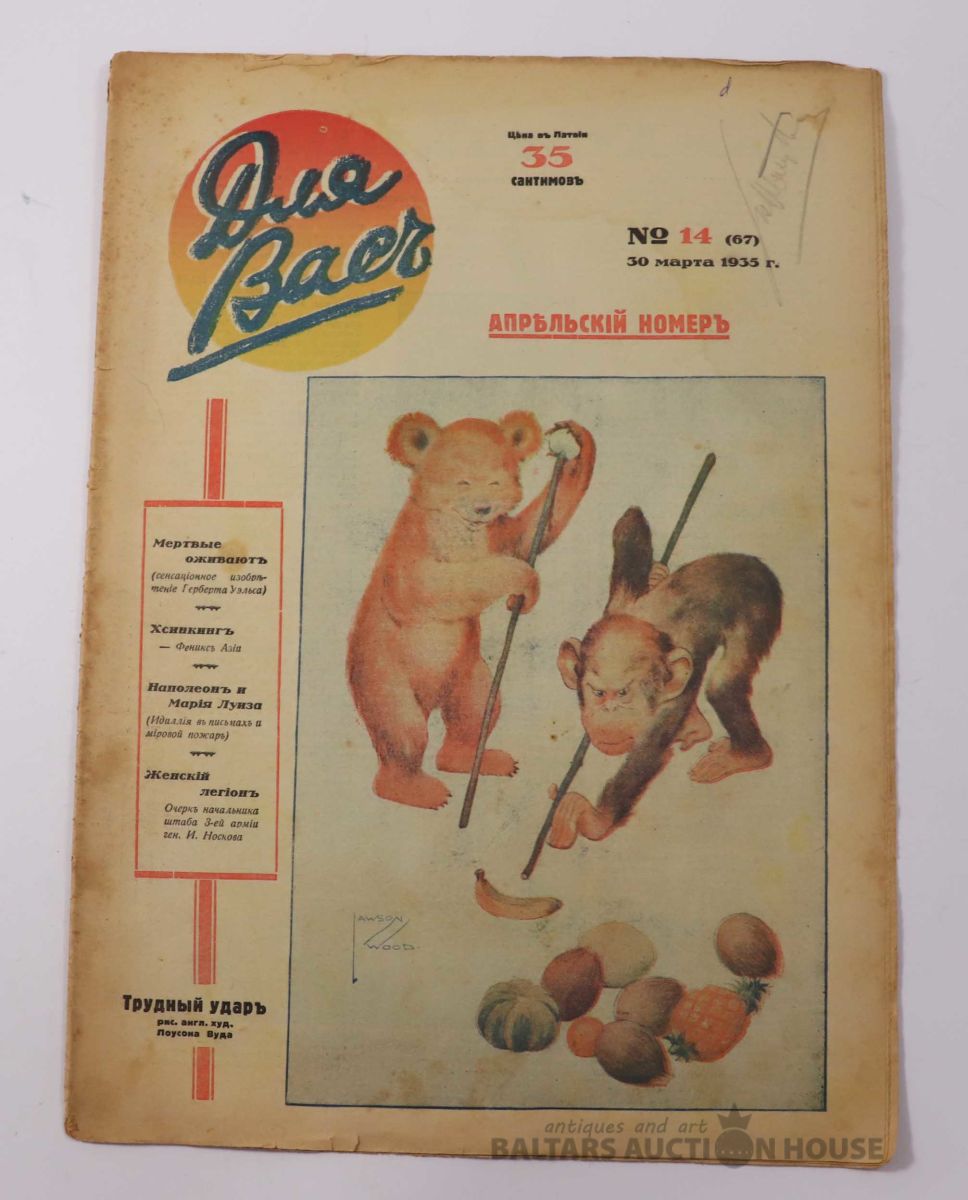 Для
Васъ
Цѣна въ Латвіи
35
сантимовъ
№ 14 (67)
30 марта 1935 г.
АПРѢЛЬСКІЙ НОМЕРЪ
Мертвые
оживаютъ
(сенсаціонное изобрѣ-
теніе Герберта Уэльса)
Хсинкингъ
— Фениксъ Азіи
Наполеонъ и
Марія Луиза
(Идиллія въ письмахъ и
міровой пожаръ)
Женскій
легіонъ
Очеркъ начальника
штаба 3-ей арміи
ген. И. Носкова
Трудный ударъ
рис. англ. худ.
Лоусона Вуда
LAWSON
WOOD
antiques and art
BALTARS AUCTION HOUSE